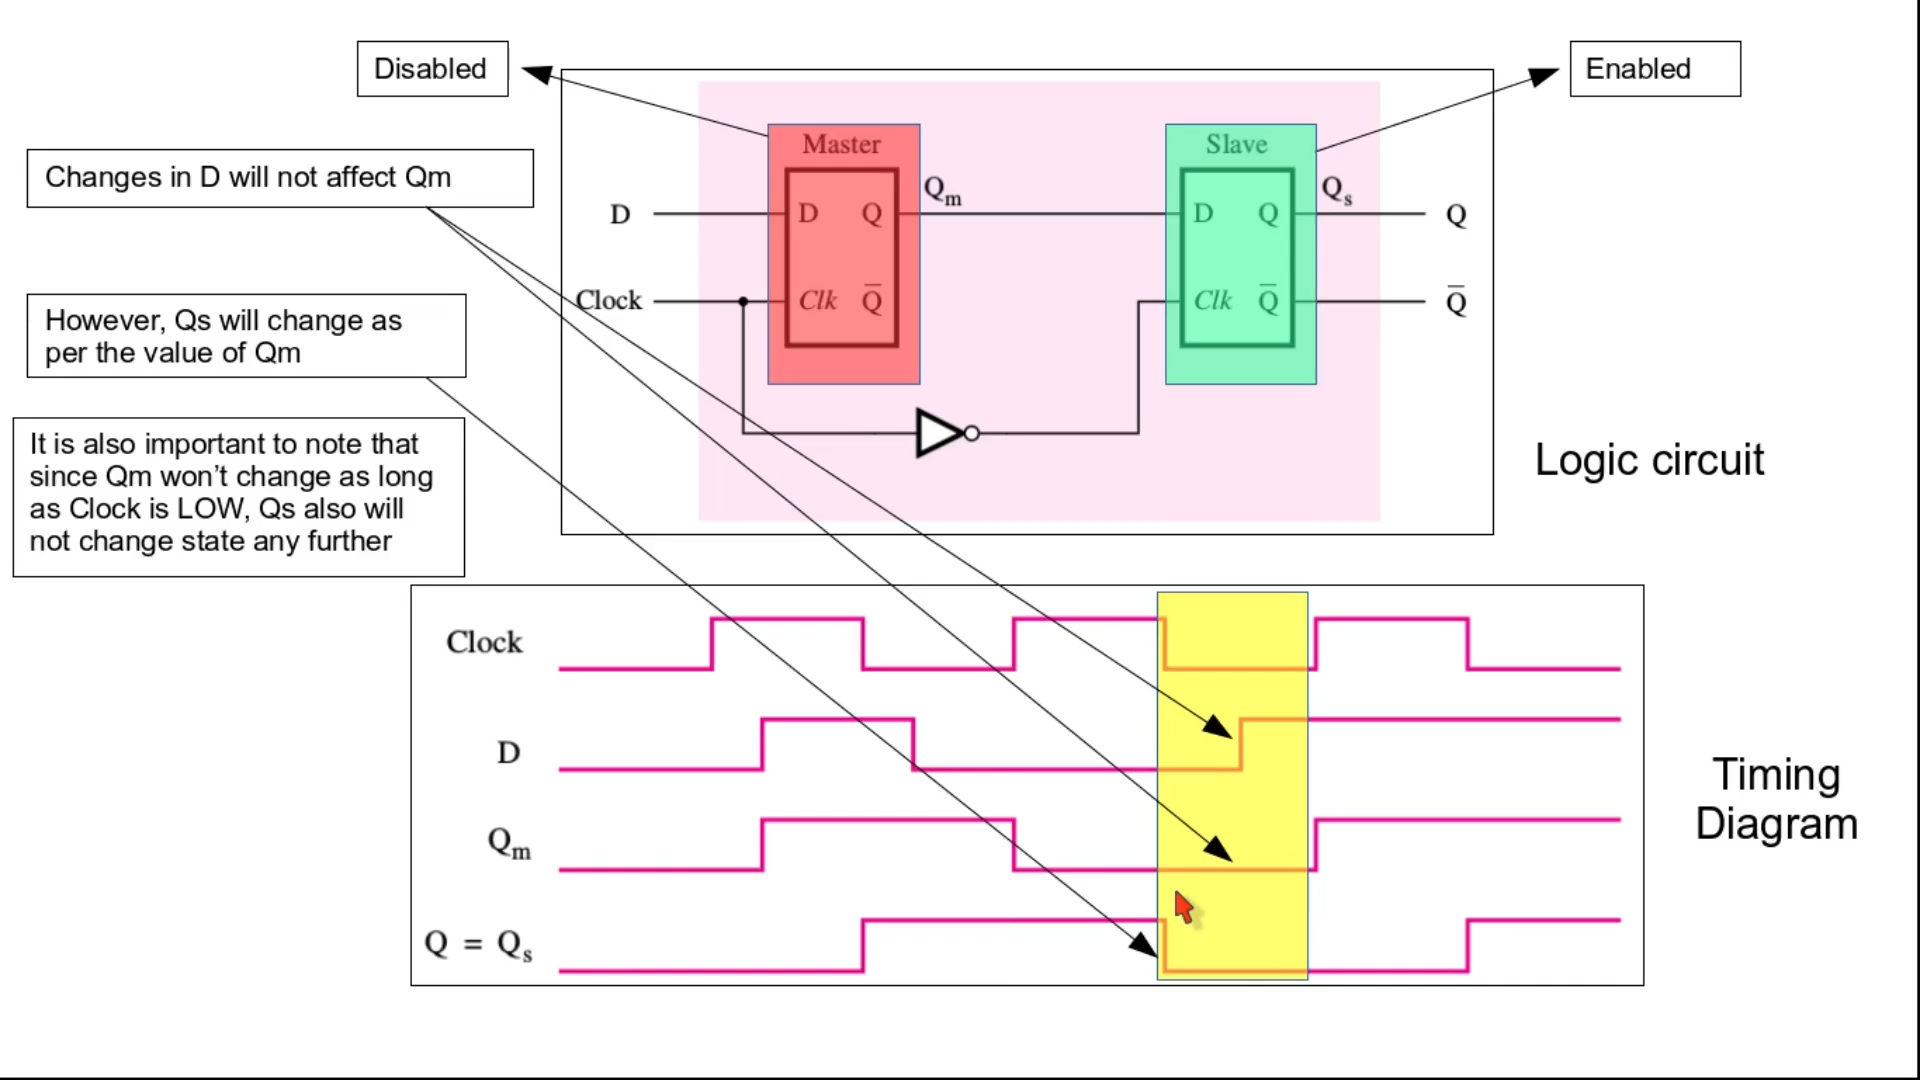 Disabled
Enabled
Changes in D will not affect Qm
However, Qs will change as
per the value of Qm
It is also important to note that
since Qm won’t change as long
as Clock is LOW, Qs also will
not change state any further
Master
Slave
D
D Q
Qm
D Q
Qs
Q
Clock
Clk Q̅
Clk Q̅
Q̅
Logic circuit
Clock
D
Qm
Q = Qs
Timing
Diagram